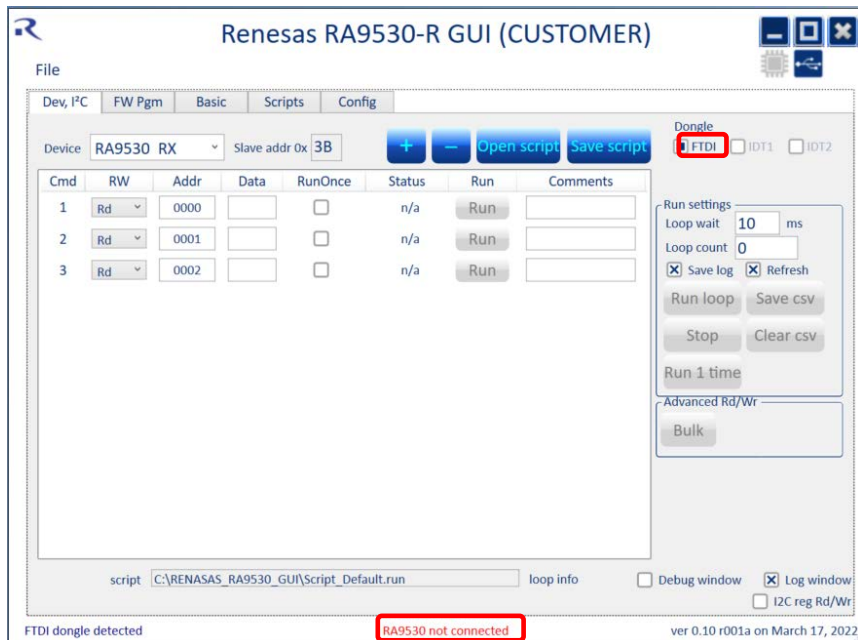 Renesas RA9530-R GUI (CUSTOMER)
File
Dev, I²C FW Pgm Basic Scripts Config
Device RA9530 RX Slave addr 0x 3B + − Open script Save script
Dongle
FTDI IDT1 IDT2
Cmd RW Addr Data RunOnce Status Run Comments
1 Rd 0000 n/a Run
2 Rd 0001 n/a Run
3 Rd 0002 n/a Run
Run settings
Loop wait 10 ms
Loop count 0
Save log Refresh
Run loop Save csv
Stop Clear csv
Run 1 time
Advanced Rd/Wr
Bulk
script C:\RENASAS_RA9530_GUI\Script_Default.run loop info Debug window Log window
I2C reg Rd/Wr
FTDI dongle detected RA9530 not connected ver 0.10 r001a on March 17, 2022